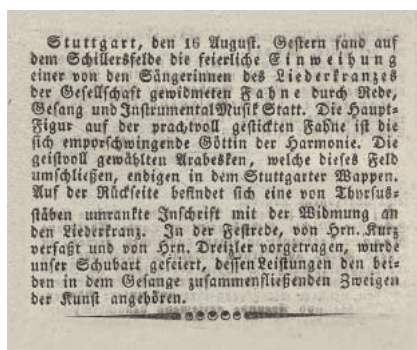 Stuttgart, den 16 August. Gestern fand auf
dem Schillersfelde die feierliche Einweihung
einer von den Sängerinnen des Liederkranzes
der Gesellschaft gewidmeten Fahne durch Rede,
Gesang und InstrumentalMusik Statt. Die Haupt-
Figur auf der prachtvoll gestickten Fahne ist die
sich emporschwingende Göttin der Harmonie. Die
geistvoll gewählten Arabesken, welche dieses Feld
umschließen, endigen in dem Stuttgarter Wappen.
Auf der Rückseite befindet sich eine von Thyrsus-
stäben umrankte Inschrift mit der Widmung an
den Liederkranz. In der Festrede, von Hrn. Kurz
verfaßt und von Hrn. Dreizler vorgetragen, wurde
unser Schubart gefeiert, dessen Leistungen den bei-
den in dem Gesange zusammenfließenden Zweigen
der Kunst angehören.